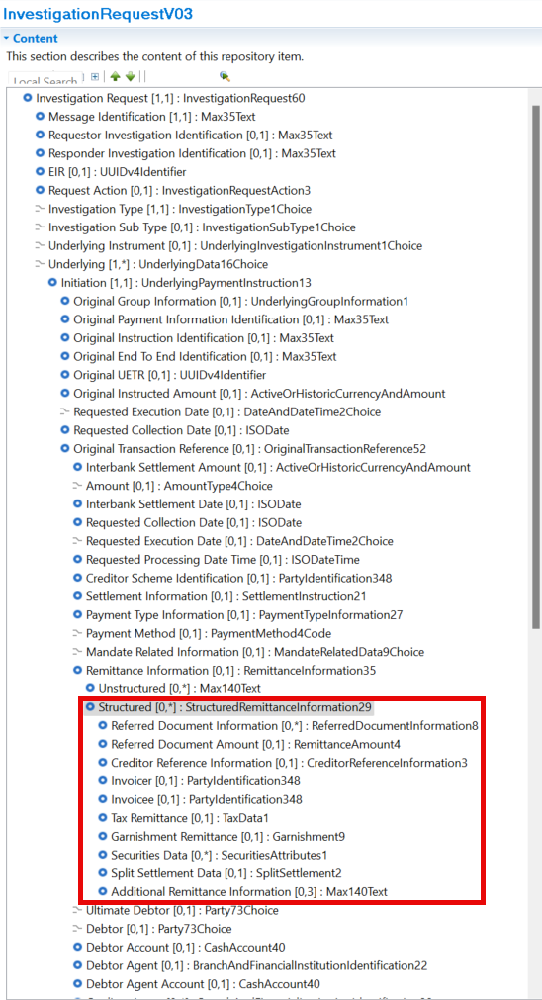 InvestigationRequestV03
Content
This section describes the content of this repository item.
Local Search
Investigation Request [1,1] : InvestigationRequest60
Message Identification [1,1] : Max35Text
Requestor Investigation Identification [0,1] : Max35Text
Responder Investigation Identification [0,1] : Max35Text
EIR [0,1] : UUIDv4Identifier
Request Action [0,1] : InvestigationRequestAction3
Investigation Type [1,1] : InvestigationType1Choice
Investigation Sub Type [0,1] : InvestigationSubType1Choice
Underlying Instrument [0,1] : UnderlyingInvestigationInstrument1Choice
Underlying [1,*] : UnderlyingData16Choice
Initiation [1,1] : UnderlyingPaymentInstruction13
Original Group Information [0,1] : UnderlyingGroupInformation1
Original Payment Information Identification [0,1] : Max35Text
Original Instruction Identification [0,1] : Max35Text
Original End To End Identification [0,1] : Max35Text
Original UETR [0,1] : UUIDv4Identifier
Original Instructed Amount [0,1] : ActiveOrHistoricCurrencyAndAmount
Requested Execution Date [0,1] : DateAndDateTime2Choice
Requested Collection Date [0,1] : ISODate
Original Transaction Reference [0,1] : OriginalTransactionReference52
Interbank Settlement Amount [0,1] : ActiveOrHistoricCurrencyAndAmount
Amount [0,1] : AmountType4Choice
Interbank Settlement Date [0,1] : ISODate
Requested Collection Date [0,1] : ISODate
Requested Execution Date [0,1] : DateAndDateTime2Choice
Requested Processing Date Time [0,1] : ISODateTime
Creditor Scheme Identification [0,1] : PartyIdentification348
Settlement Information [0,1] : SettlementInstruction21
Payment Type Information [0,1] : PaymentTypeInformation27
Payment Method [0,1] : PaymentMethod4Code
Mandate Related Information [0,1] : MandateRelatedData9Choice
Remittance Information [0,1] : RemittanceInformation35
Unstructured [0,*] : Max140Text
Structured [0,*] : StructuredRemittanceInformation29
Referred Document Information [0,*] : ReferredDocumentInformation8
Referred Document Amount [0,1] : RemittanceAmount4
Creditor Reference Information [0,1] : CreditorReferenceInformation3
Invoicer [0,1] : PartyIdentification348
Invoicee [0,1] : PartyIdentification348
Tax Remittance [0,1] : TaxData1
Garnishment Remittance [0,1] : Garnishment9
Securities Data [0,*] : SecuritiesAttributes1
Split Settlement Data [0,1] : SplitSettlement2
Additional Remittance Information [0,3] : Max140Text
Ultimate Debtor [0,1] : Party73Choice
Debtor [0,1] : Party73Choice
Debtor Account [0,1] : CashAccount40
Debtor Agent [0,1] : BranchAndFinancialInstitutionIdentification22
Debtor Agent Account [0,1] : CashAccount40